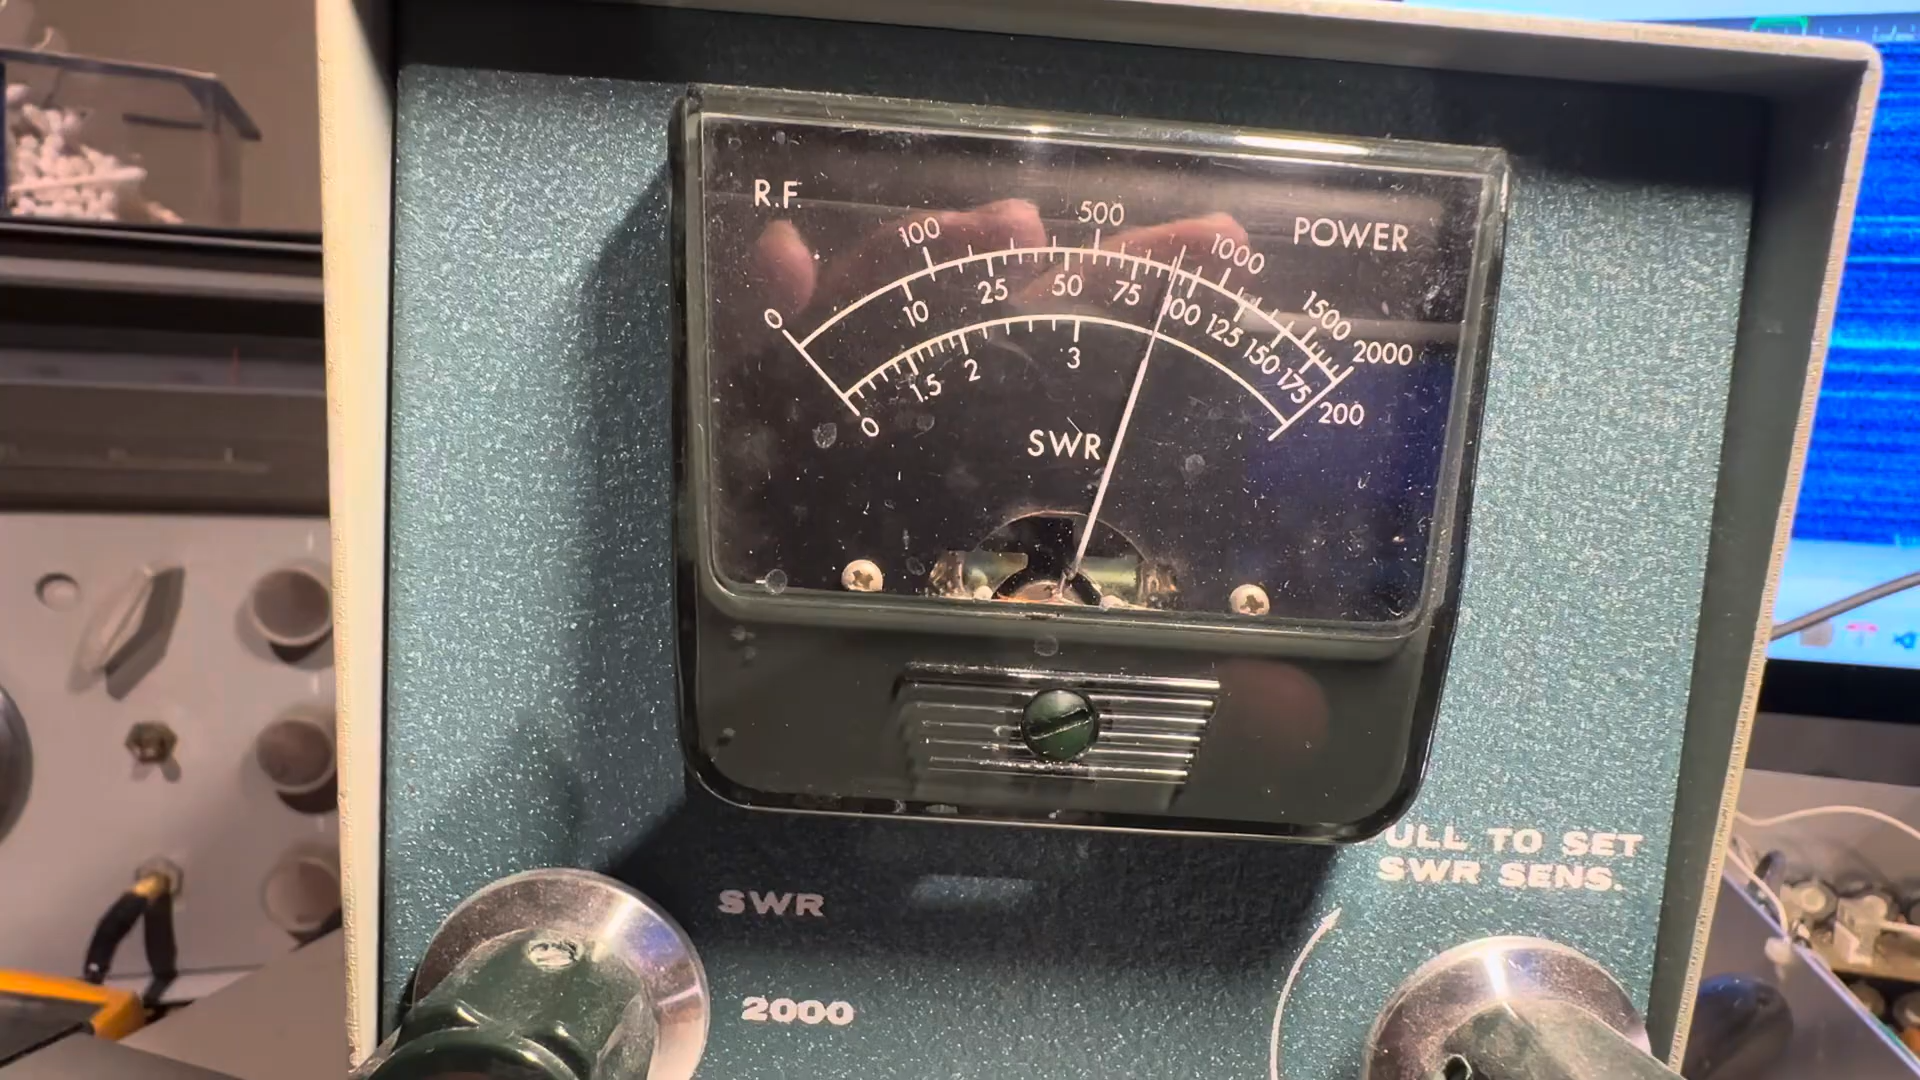 R.F. POWER
0 100 500 1000 1500 2000
10 25 50 75 100 125 150 175 200
0 1.5 2 3
SWR
ULL TO SET
SWR SENS.
SWR
2000